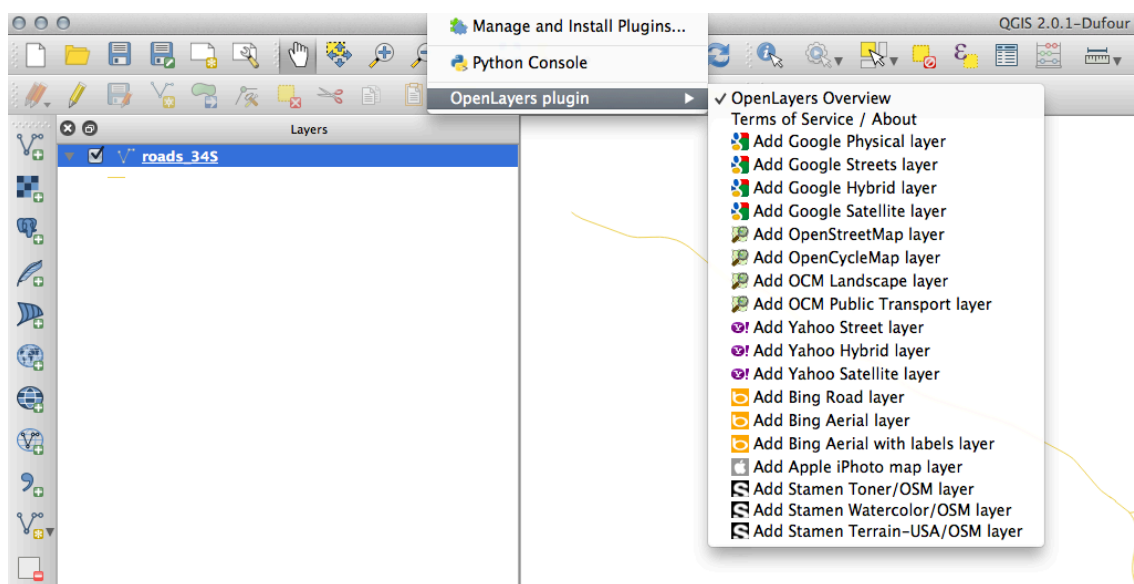 Manage and Install Plugins...
QGIS 2.0.1-Dufour
Python Console
OpenLayers plugin
OpenLayers Overview
Terms of Service / About
Add Google Physical layer
Add Google Streets layer
Add Google Hybrid layer
Add Google Satellite layer
Add OpenStreetMap layer
Add OpenCycleMap layer
Add OCM Landscape layer
Add OCM Public Transport layer
Add Yahoo Street layer
Add Yahoo Hybrid layer
Add Yahoo Satellite layer
Add Bing Road layer
Add Bing Aerial layer
Add Bing Aerial with labels layer
Add Apple iPhoto map layer
Add Stamen Toner/OSM layer
Add Stamen Watercolor/OSM layer
Add Stamen Terrain-USA/OSM layer
Layers
roads_34S